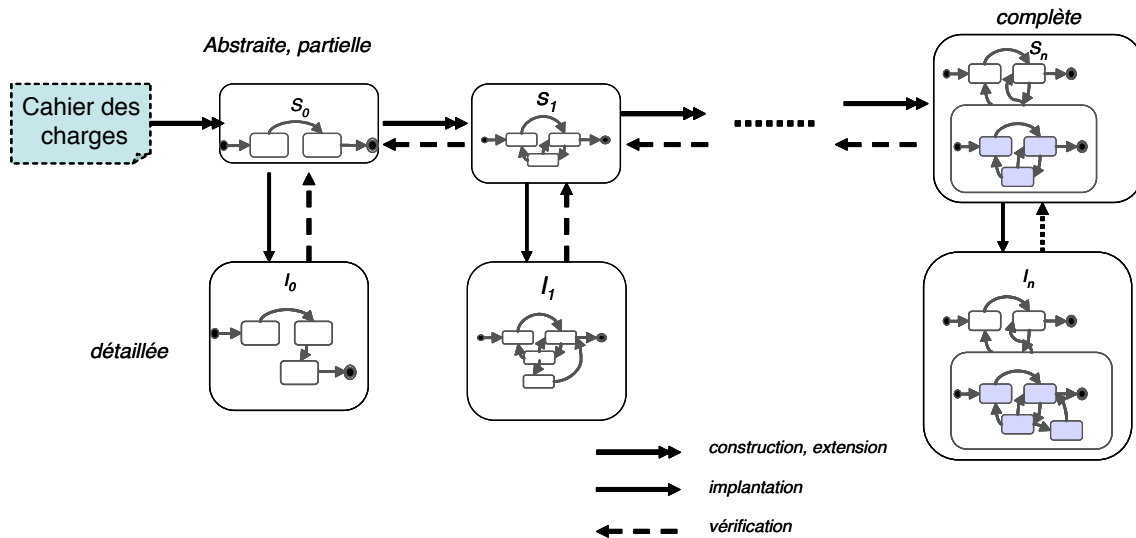 complète
Abstraite, partielle
Cahier des
charges
S0
S1
Sn
I0
I1
In
détaillée
construction, extension
implantation
vérification